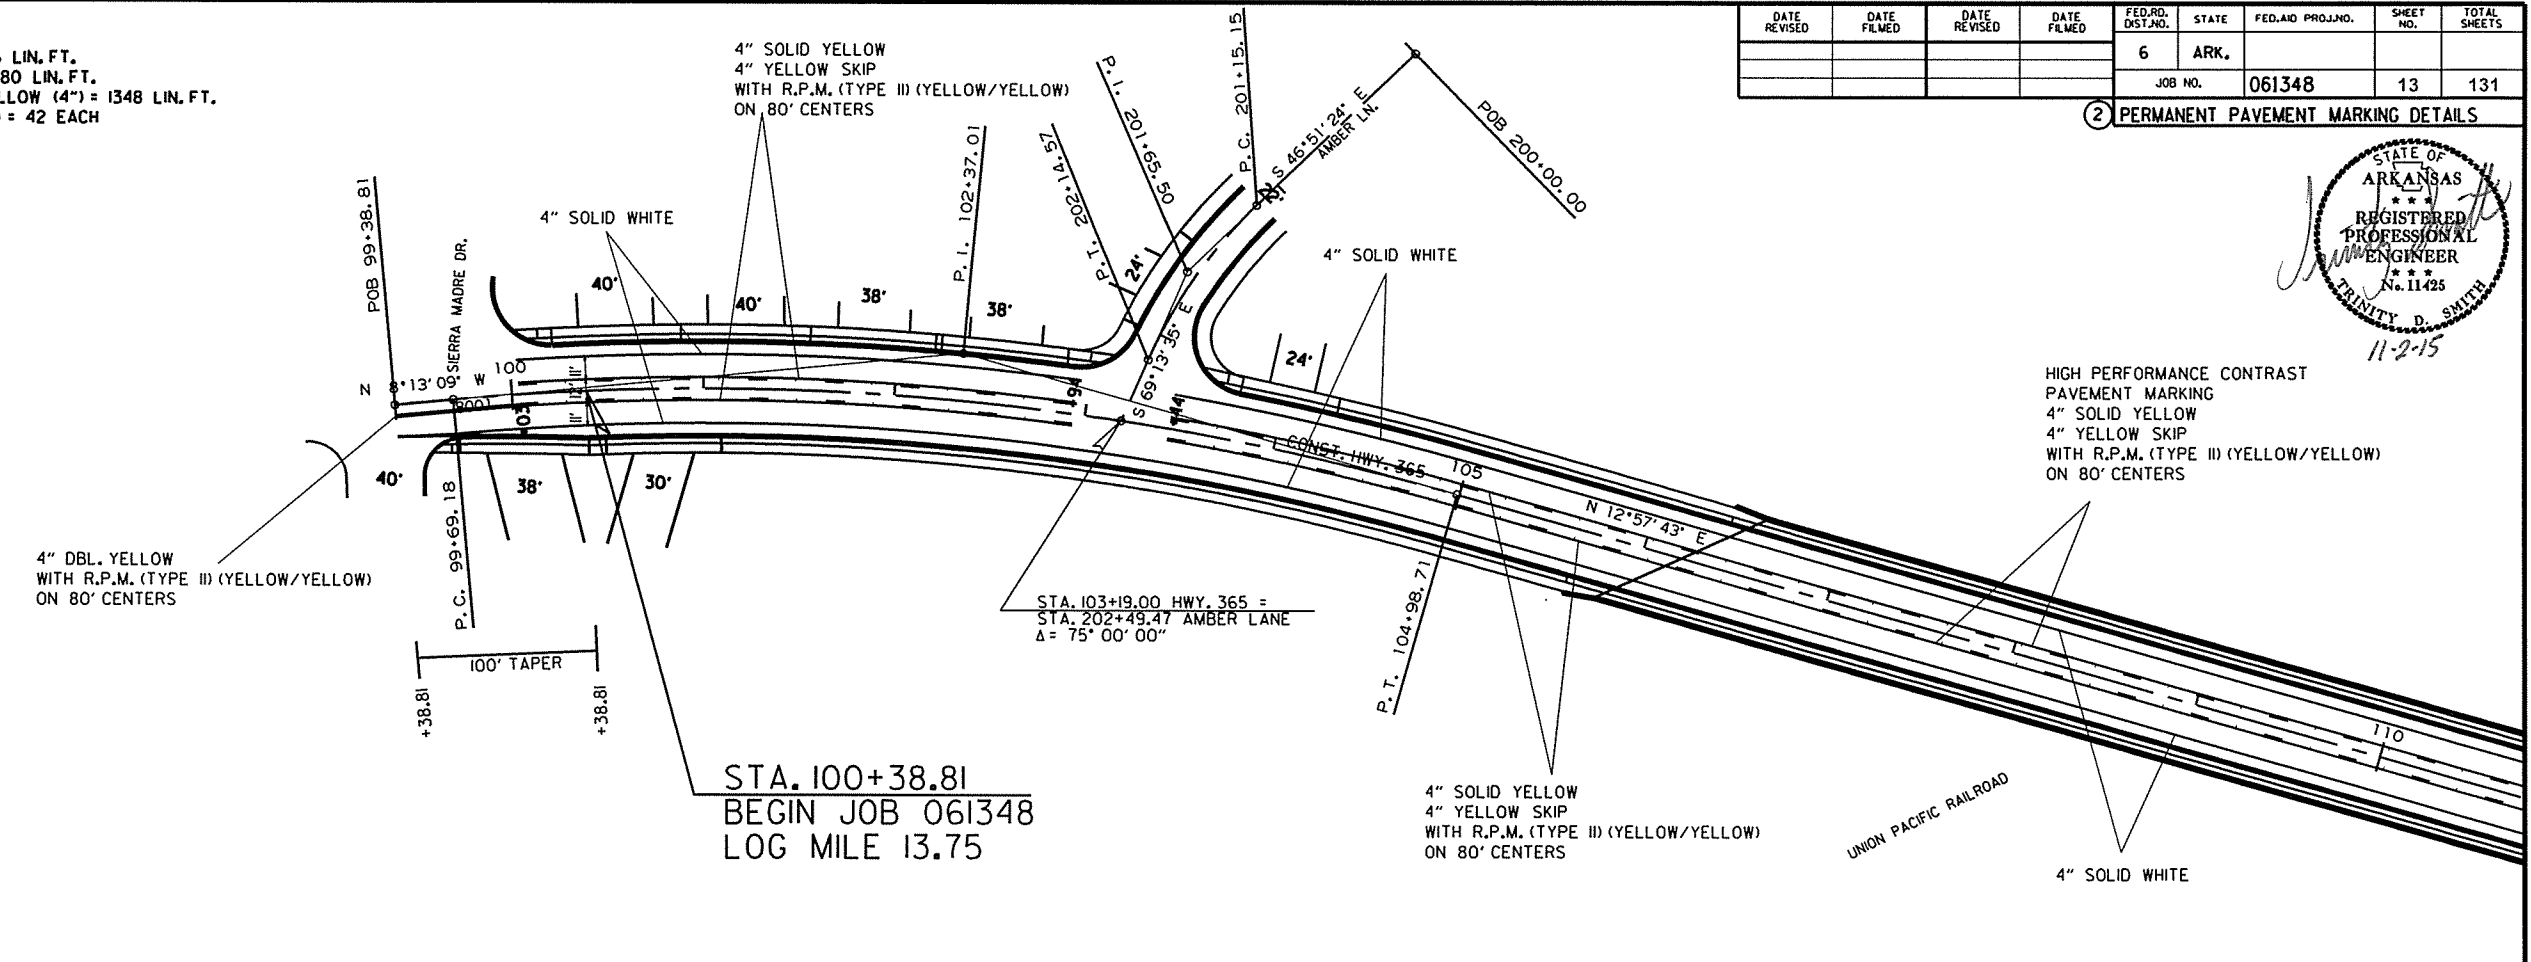 LIN. FT.
80 LIN. FT.
LLOW (4") = 1348 LIN. FT.
= 42 EACH
4" SOLID YELLOW
4" YELLOW SKIP
WITH R.P.M. (TYPE II) (YELLOW/YELLOW)
ON 80' CENTERS
DATE REVISED
DATE FILMED
DATE REVISED
DATE FILMED
FED.RD. DIST.NO.
STATE
FED.AID PROJ.NO.
SHEET NO.
TOTAL SHEETS
6
ARK.
JOB NO.
061348
13
131
2 PERMANENT PAVEMENT MARKING DETAILS
STATE OF
ARKANSAS
★ ★ ★
REGISTERED
PROFESSIONAL
ENGINEER
★ ★ ★
No. 11425
TRINITY D. SMITH
11-2-15
POB 99+38.81
SIERRA MADRE DR.
4" SOLID WHITE
P.I. 102+37.01
P.T. 202+14.57
P.I. 201+65.50
P.C. 201+15.15
S 46°51'24" E
AMBER LN.
POB 200+00.00
40'
40'
38'
38'
24'
22'
4" SOLID WHITE
24'
S 69°13'35" E
N 8°13'09" W
100
11' 12' 11'
+03
+94
+44
40'
38'
30'
P.C. 99+69.18
CONST. HWY. 365
105
N 12°57'43" E
HIGH PERFORMANCE CONTRAST
PAVEMENT MARKING
4" SOLID YELLOW
4" YELLOW SKIP
WITH R.P.M. (TYPE II) (YELLOW/YELLOW)
ON 80' CENTERS
4" DBL. YELLOW
WITH R.P.M. (TYPE II) (YELLOW/YELLOW)
ON 80' CENTERS
100' TAPER
+38.81
+38.81
STA. 103+19.00 HWY. 365 =
STA. 202+49.47 AMBER LANE
Δ = 75° 00' 00"
P.T. 104+98.71
110
STA. 100+38.81
BEGIN JOB 061348
LOG MILE 13.75
4" SOLID YELLOW
4" YELLOW SKIP
WITH R.P.M. (TYPE II) (YELLOW/YELLOW)
ON 80' CENTERS
UNION PACIFIC RAILROAD
4" SOLID WHITE